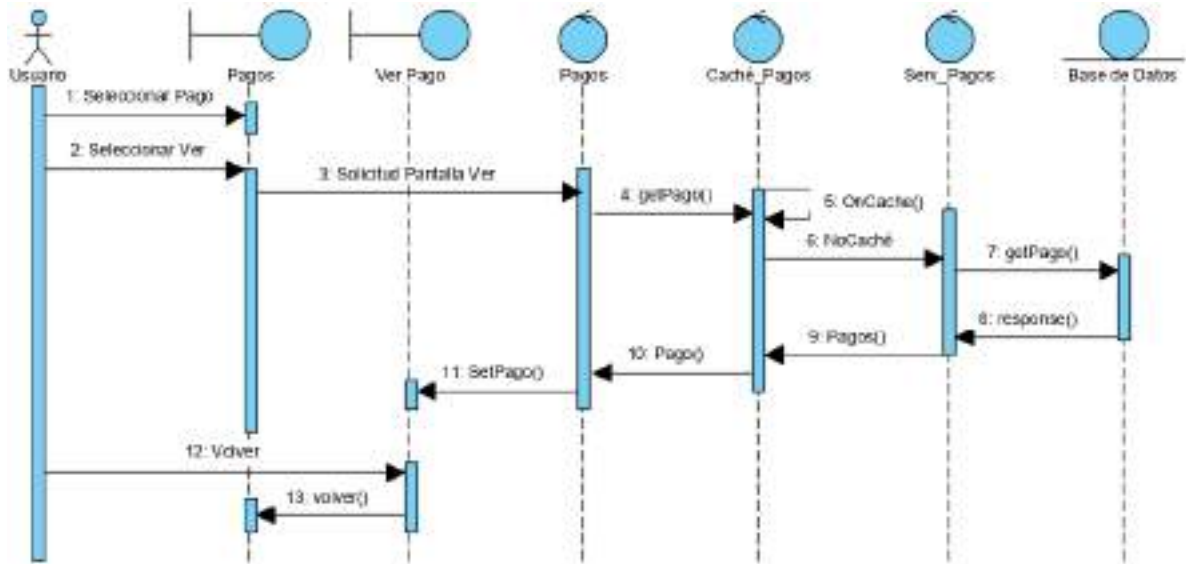 Usuario
Pagos
Ver Pago
Pagos
Caché_Pagos
Serv_Pagos
Base de Datos
1: Seleccionar Pago
2: Seleccionar Ver
3: Solicitud Pantalla Ver
4: getPago()
5: OnCache()
6: NoCaché
7: getPago()
8: response()
9: Pagos()
10: Pago()
11: SetPago()
12: Volver
13: volver()